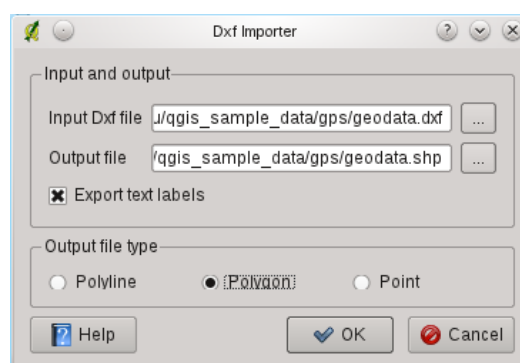 Dxf Importer
Input and output
Input Dxf file u/qgis_sample_data/gps/geodata.dxf ...
Output file /qgis_sample_data/gps/geodata.shp ...
Export text labels
Output file type
Polyline Polygon Point
Help OK Cancel